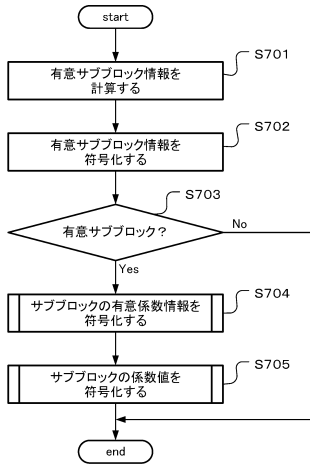 start
有意サブブロック情報を
計算する
S701
有意サブブロック情報を
符号化する
S702
有意サブブロック?
S703
No
Yes
サブブロックの有意係数情報を
符号化する
S704
サブブロックの係数値を
符号化する
S705
end